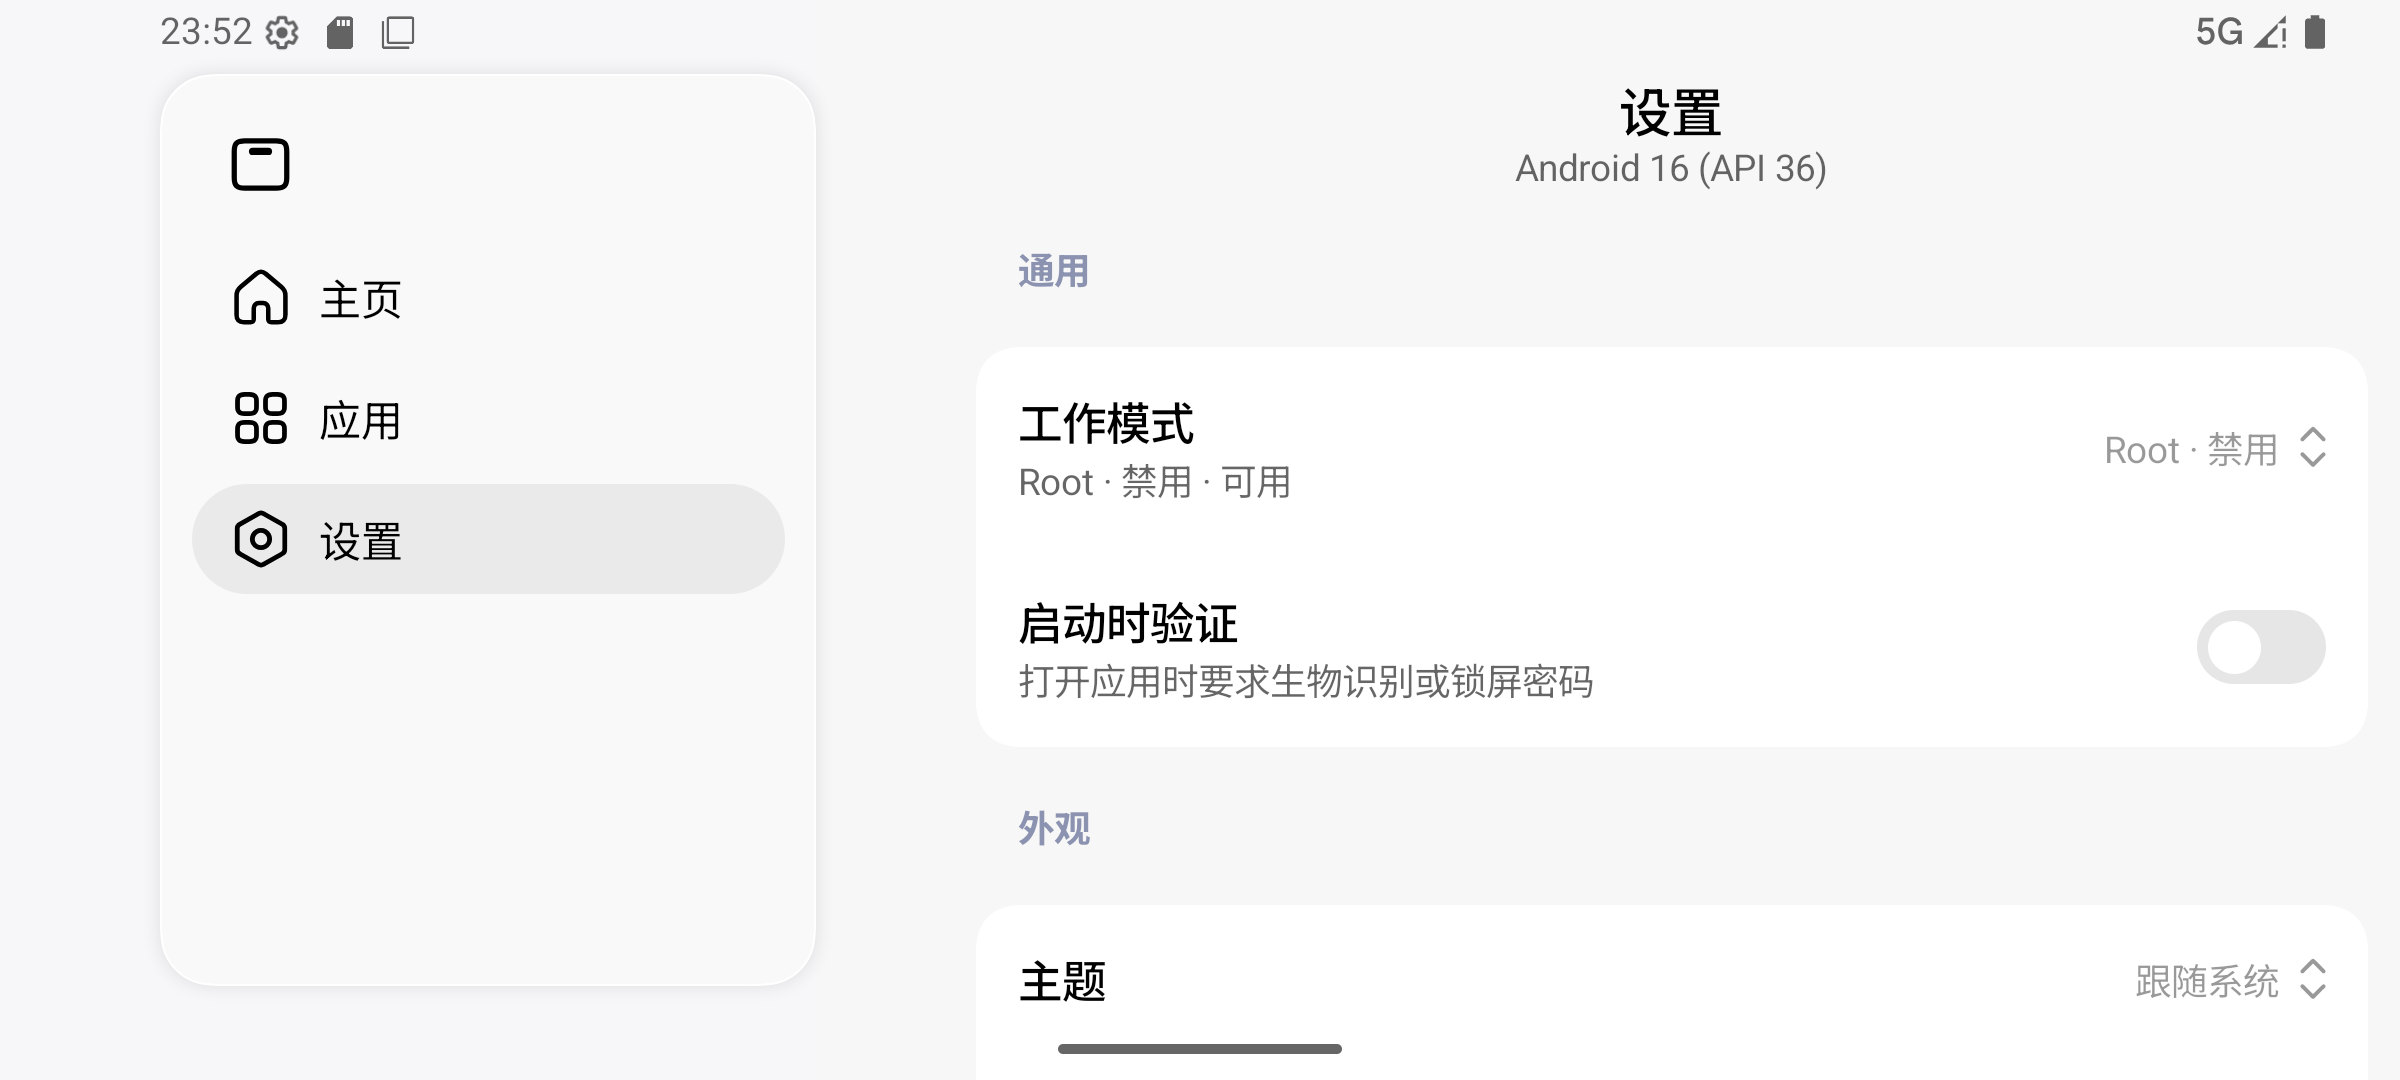 23:52
5G
主页
应用
设置
设置
Android 16 (API 36)
通用
工作模式
Root · 禁用 · 可用
Root · 禁用
启动时验证
打开应用时要求生物识别或锁屏密码
外观
主题
跟随系统